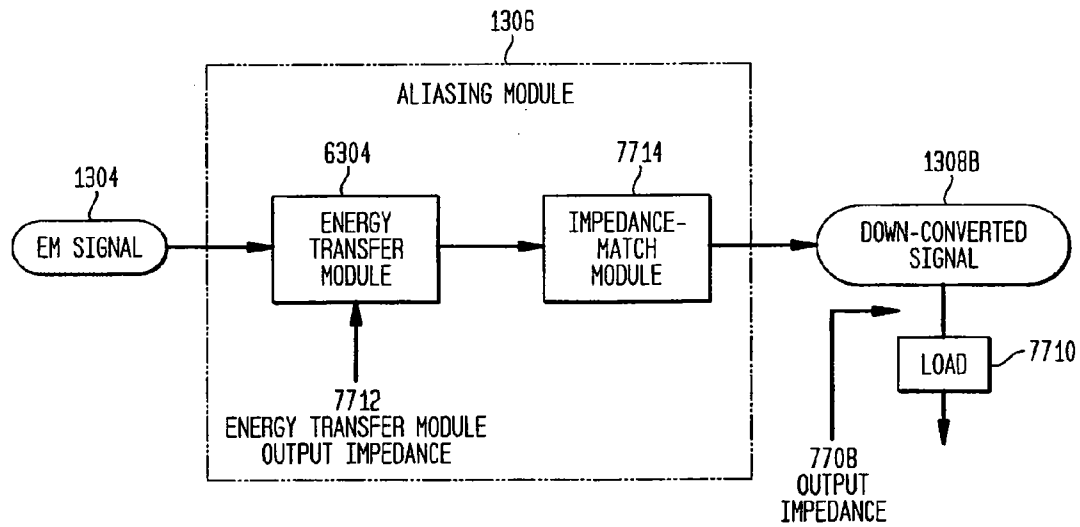 1306
ALIASING MODULE
1304
EM SIGNAL
6304
ENERGY
TRANSFER
MODULE
7714
IMPEDANCE-
MATCH
MODULE
1308B
DOWN-CONVERTED
SIGNAL
7712
ENERGY TRANSFER MODULE
OUTPUT IMPEDANCE
LOAD
7710
770B
OUTPUT
IMPEDANCE